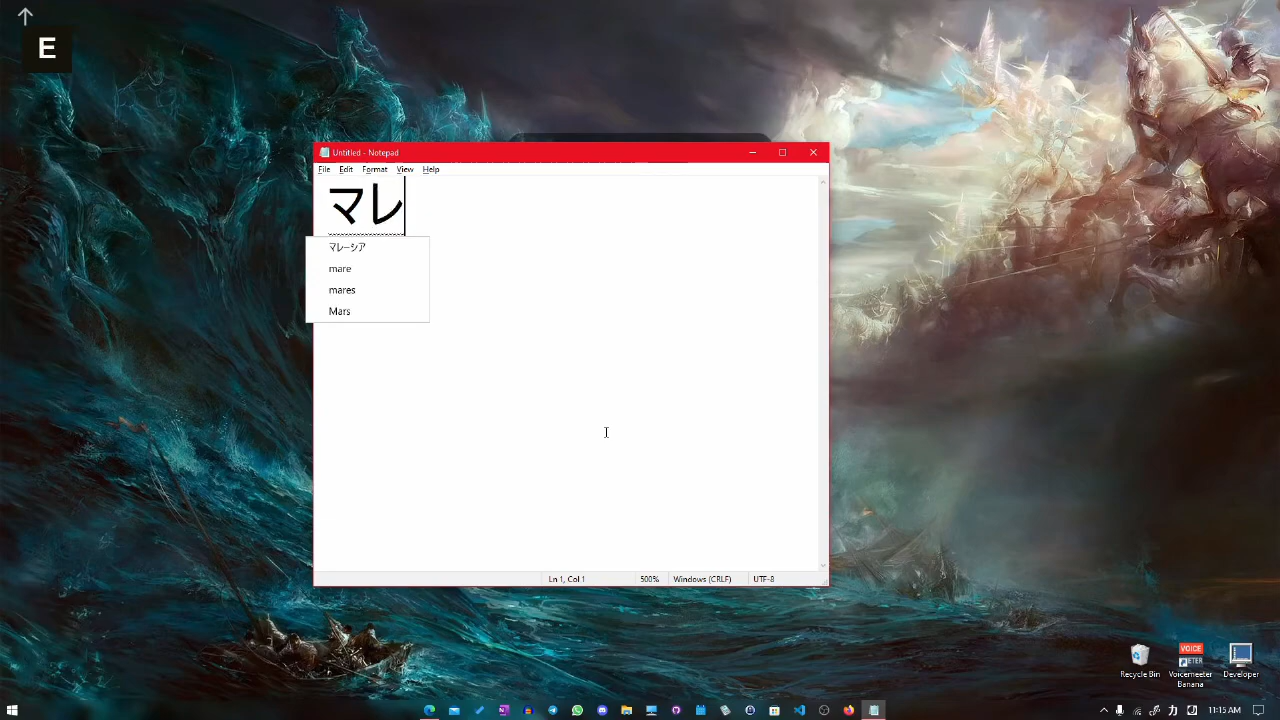 E
Untitled - Notepad
File Edit Format View Help
マレ
マレーシア
mare
mares
Mars
Ln 1, Col 1 500% Windows (CRLF) UTF-8
VOICE
Recycle Bin Voicemeeter Banana Developer
カ 11:15 AM